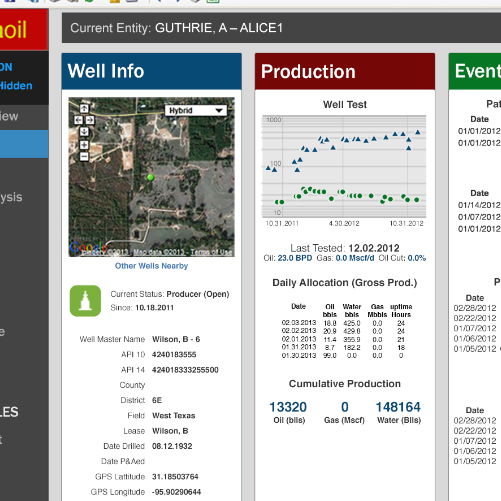 oil
Current Entity: GUTHRIE, A – ALICE1
ON
Hidden
iew
ysis
e
LES
t
Well Info
Hybrid
©2013 - Map data ©2013 - Terms of Use
Other Wells Nearby
Current Status: Producer (Open)
Since: 10.18.2011
Well Master Name Wilson, B - 6
API 10 4240183555
API 14 424018333255500
County
District 6E
Field West Texas
Lease Wilson, B
Date Drilled 08.12.1932
Date P&Aed
GPS Lattitude 31.18503764
GPS Longitude -95.90290644
Production
Well Test
1000
100
10
10.31.2011 4.30.2012 10.31.2012
Last Tested: 12.02.2012
Oil: 23.0 BPD Gas: 0.0 Mscf/d Oil Cut: 0.0%
Daily Allocation (Gross Prod.)
Date Oil Water Gas uptime
bbls bbls Mbbls Hours
02.03.2013 18.8 425.0 0.0 24
02.02.2013 20.9 429.8 0.0 24
02.01.2013 11.4 355.9 0.0 21
01.31.2013 8.7 182.2 0.0 18
01.30.2013 99.0 0.0 0.0 0
Cumulative Production
13320 0 148164
Oil (blls) Gas (Mscf) Water (Blls)
Event
Pat
Date
01/01/2012
01/01/2012
Date
01/14/2012
01/07/2012
01/01/2012
P
Date
02/28/2012
02/22/2012
01/07/2012
01/06/2012
01/05/2012
Date
02/28/2012
02/22/2012
01/07/2012
01/06/2012
01/05/2012